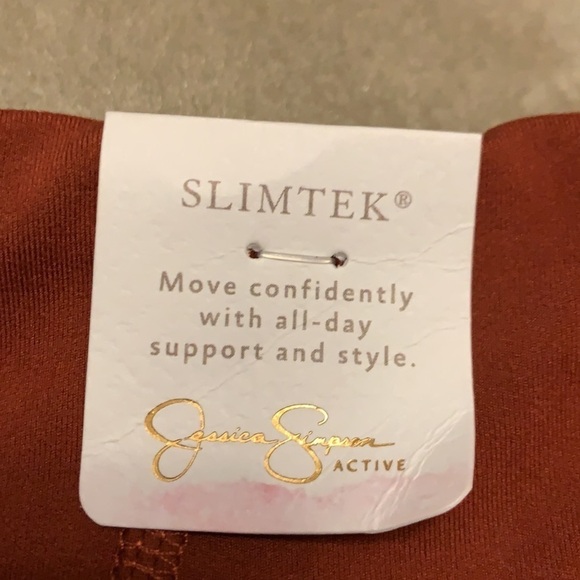 SLIMTEK®
Move confidently
with all-day
support and style.
Jessica Simpson
ACTIVE